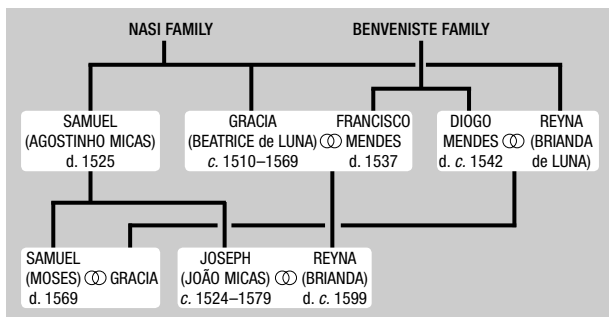 NASI FAMILY
BENVENISTE FAMILY
SAMUEL
(AGOSTINHO MICAS)
d. 1525
GRACIA
(BEATRICE de LUNA)
c. 1510–1569
FRANCISCO
MENDES
d. 1537
DIOGO
MENDES
d. c. 1542
REYNA
(BRIANDA
de LUNA)
SAMUEL
(MOSES)
d. 1569
GRACIA
JOSEPH
(JOÃO MICAS)
c. 1524–1579
REYNA
(BRIANDA)
d. c. 1599